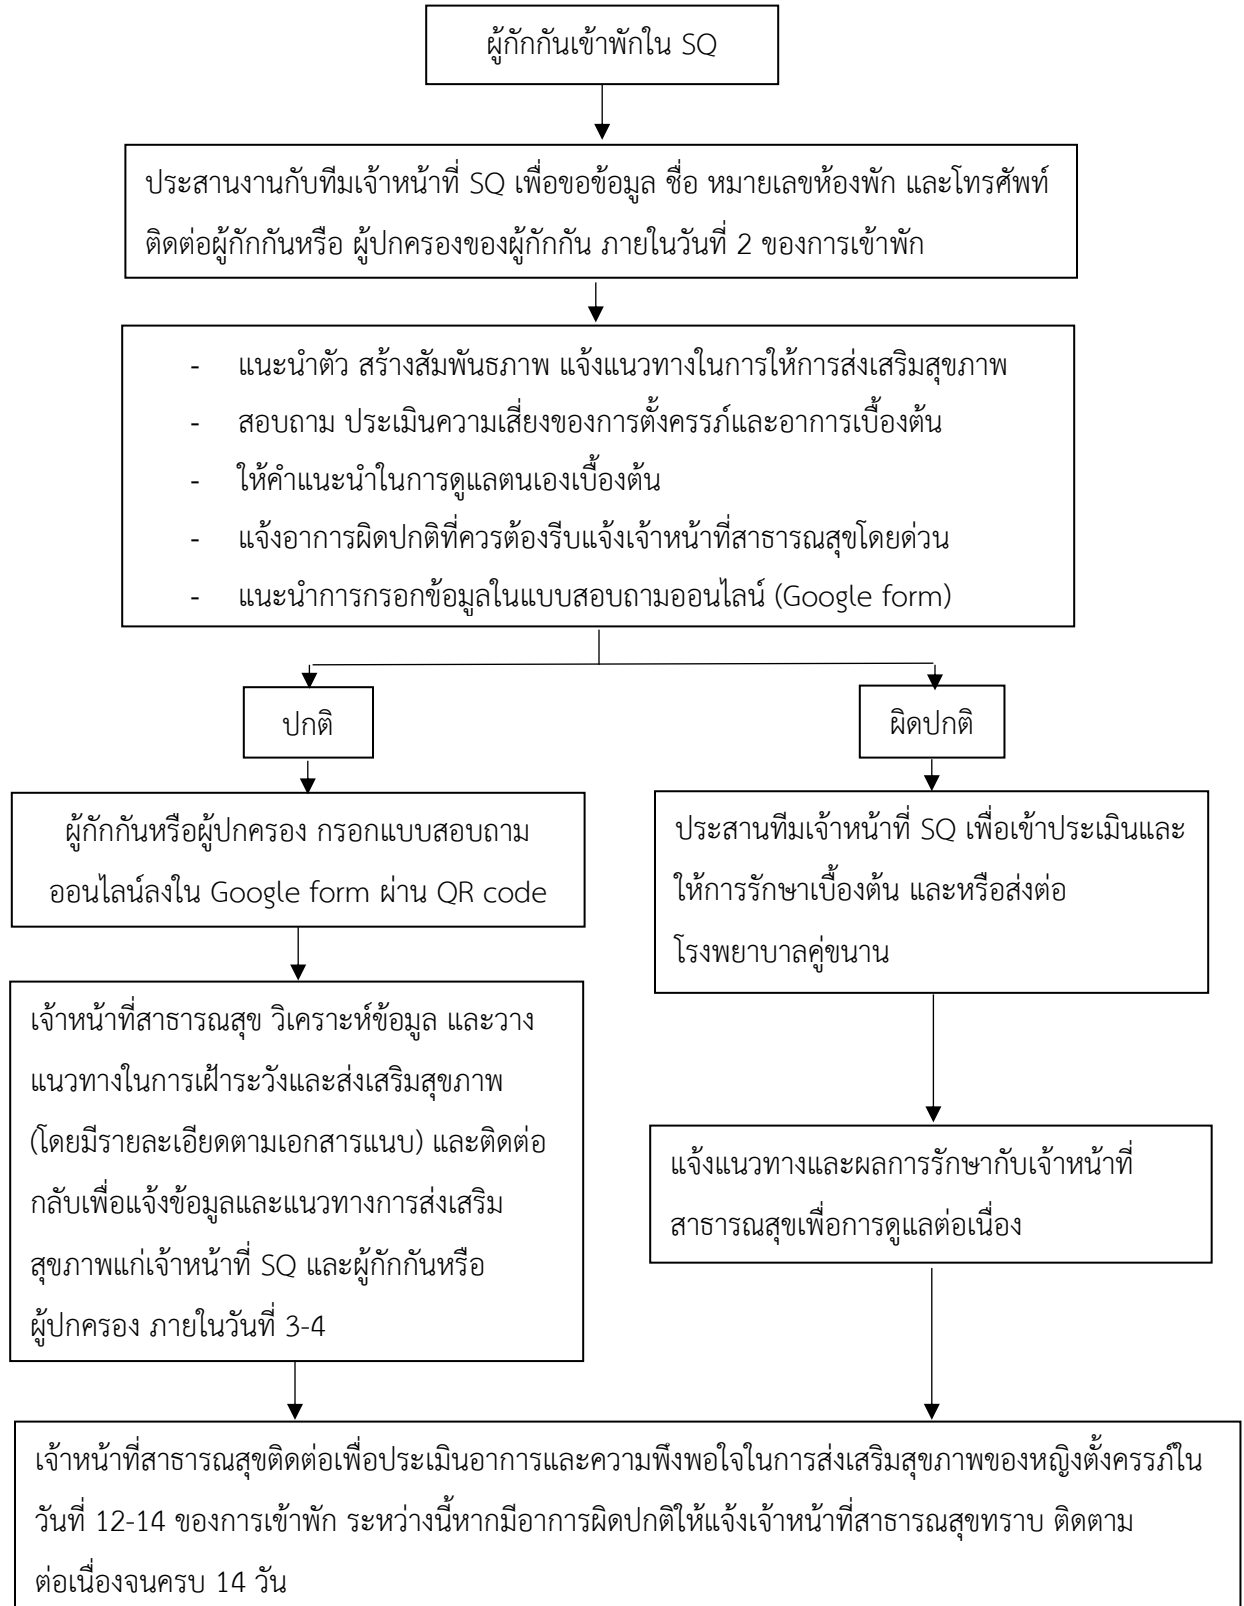 ผู้กักกันเข้าพักใน SQ
ประสานงานกับทีมเจ้าหน้าที่ SQ เพื่อขอข้อมูล ชื่อ หมายเลขห้องพัก และโทรศัพท์
ติดต่อผู้กักกันหรือ ผู้ปกครองของผู้กักกัน ภายในวันที่ 2 ของการเข้าพัก
- แนะนำตัว สร้างสัมพันธภาพ แจ้งแนวทางในการให้การส่งเสริมสุขภาพ
- สอบถาม ประเมินความเสี่ยงของการตั้งครรภ์และอาการเบื้องต้น
- ให้คำแนะนำในการดูแลตนเองเบื้องต้น
- แจ้งอาการผิดปกติที่ควรต้องรีบแจ้งเจ้าหน้าที่สาธารณสุขโดยด่วน
- แนะนำการกรอกข้อมูลในแบบสอบถามออนไลน์ (Google form)
ปกติ
ผิดปกติ
ผู้กักกันหรือผู้ปกครอง กรอกแบบสอบถาม
ออนไลน์ลงใน Google form ผ่าน QR code
ประสานทีมเจ้าหน้าที่ SQ เพื่อเข้าประเมินและ
ให้การรักษาเบื้องต้น และหรือส่งต่อ
โรงพยาบาลคู่ขนาน
เจ้าหน้าที่สาธารณสุข วิเคราะห์ข้อมูล และวาง
แนวทางในการเฝ้าระวังและส่งเสริมสุขภาพ
(โดยมีรายละเอียดตามเอกสารแนบ) และติดต่อ
กลับเพื่อแจ้งข้อมูลและแนวทางการส่งเสริม
สุขภาพแก่เจ้าหน้าที่ SQ และผู้กักกันหรือ
ผู้ปกครอง ภายในวันที่ 3-4
แจ้งแนวทางและผลการรักษากับเจ้าหน้าที่
สาธารณสุขเพื่อการดูแลต่อเนื่อง
เจ้าหน้าที่สาธารณสุขติดต่อเพื่อประเมินอาการและความพึงพอใจในการส่งเสริมสุขภาพของหญิงตั้งครรภ์ใน
วันที่ 12-14 ของการเข้าพัก ระหว่างนี้หากมีอาการผิดปกติให้แจ้งเจ้าหน้าที่สาธารณสุขทราบ ติดตาม
ต่อเนื่องจนครบ 14 วัน